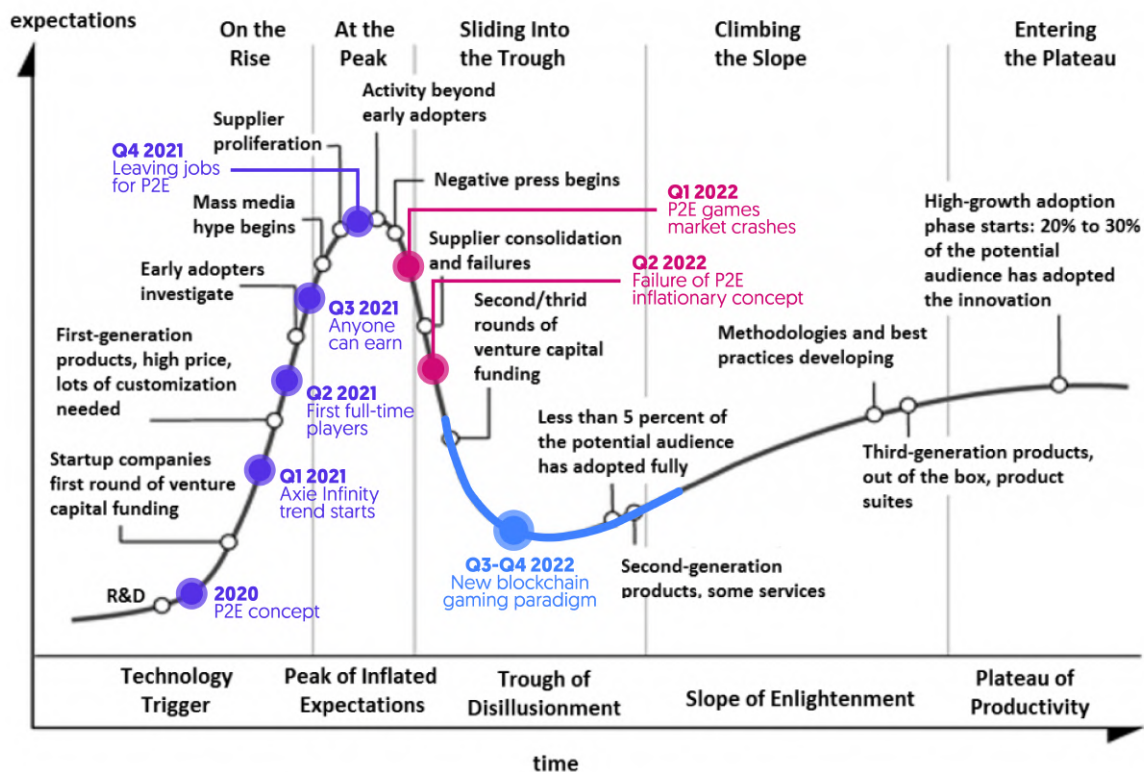 expectations
On the
Rise
At the
Peak
Sliding Into
the Trough
Climbing
the Slope
Entering
the Plateau
Activity beyond
early adopters
Supplier
proliferation
Q4 2021
Leaving jobs
for P2E
Negative press begins
Q1 2022
P2E games
market crashes
High-growth adoption
phase starts: 20% to 30%
of the potential
audience has adopted
the innovation
Mass media
hype begins
Supplier consolidation
and failures
Q2 2022
Failure of P2E
inflationary concept
Early adopters
investigate
Q3 2021
Anyone
can earn
Second/thrid
rounds of
venture capital
funding
First-generation
products, high price,
lots of customization
needed
Methodologies and best
practices developing
Q2 2021
First full-time
players
Less than 5 percent of
the potential audience
has adopted fully
Startup companies
first round of venture
capital funding
Q1 2021
Axie Infinity
trend starts
Third-generation products,
out of the box, product
suites
Q3-Q4 2022
New blockchain
gaming paradigm
Second-generation
products, some services
R&D
2020
P2E concept
Technology
Trigger
Peak of Inflated
Expectations
Trough of
Disillusionment
Slope of Enlightenment
Plateau of
Productivity
time